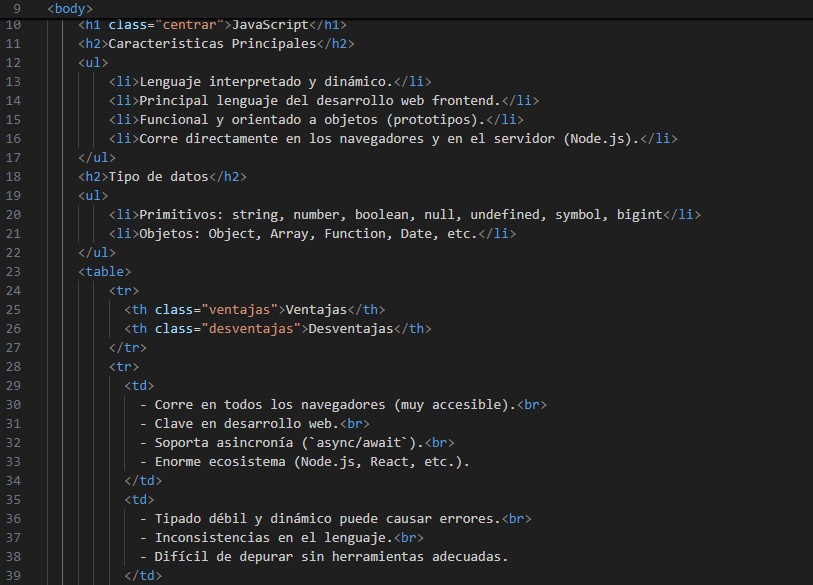 9 <body>
10 <h1 class="centrar">JavaScript</h1>
11 <h2>Caracteristicas Principales</h2>
12 <ul>
13 <li>Lenguaje interpretado y dinámico.</li>
14 <li>Principal lenguaje del desarrollo web frontend.</li>
15 <li>Funcional y orientado a objetos (prototipos).</li>
16 <li>Corre directamente en los navegadores y en el servidor (Node.js).</li>
17 </ul>
18 <h2>Tipo de datos</h2>
19 <ul>
20 <li>Primitivos: string, number, boolean, null, undefined, symbol, bigint</li>
21 <li>Objetos: Object, Array, Function, Date, etc.</li>
22 </ul>
23 <table>
24 <tr>
25 <th class="ventajas">Ventajas</th>
26 <th class="desventajas">Desventajas</th>
27 </tr>
28 <tr>
29 <td>
30 - Corre en todos los navegadores (muy accesible).<br>
31 - Clave en desarrollo web.<br>
32 - Soporta asincronía (`async/await`).<br>
33 - Enorme ecosistema (Node.js, React, etc.).
34 </td>
35 <td>
36 - Tipado débil y dinámico puede causar errores.<br>
37 - Inconsistencias en el lenguaje.<br>
38 - Difícil de depurar sin herramientas adecuadas.
39 </td>